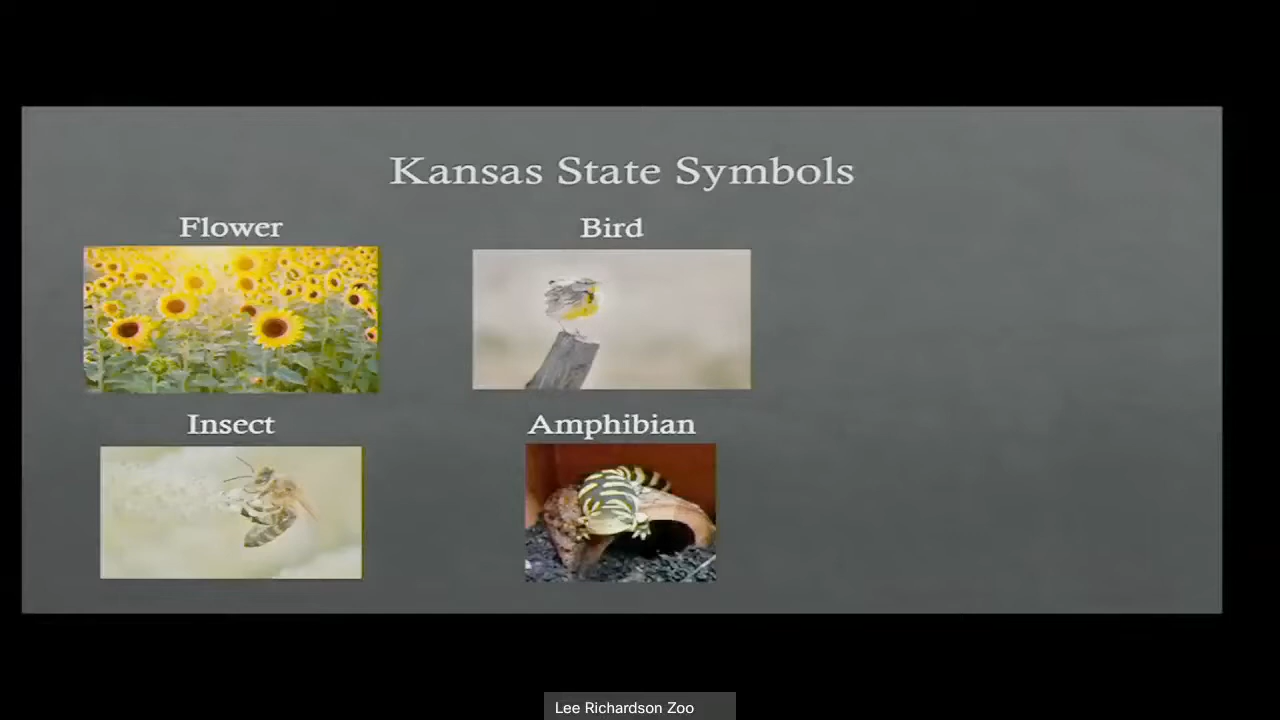 Kansas State Symbols
Flower
Bird
Insect
Amphibian
Lee Richardson Zoo